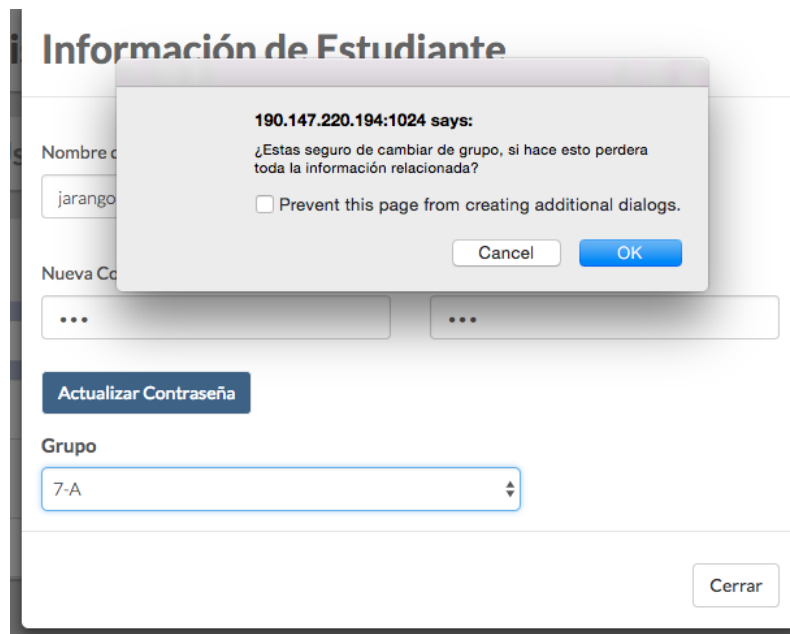 Información de Estudiante
190.147.220.194:1024 says:
¿Estas seguro de cambiar de grupo, si hace esto perdera
toda la información relacionada?
Prevent this page from creating additional dialogs.
Cancel OK
Nombre
jarango
Nueva
Actualizar Contraseña
Grupo
7-A
Cerrar